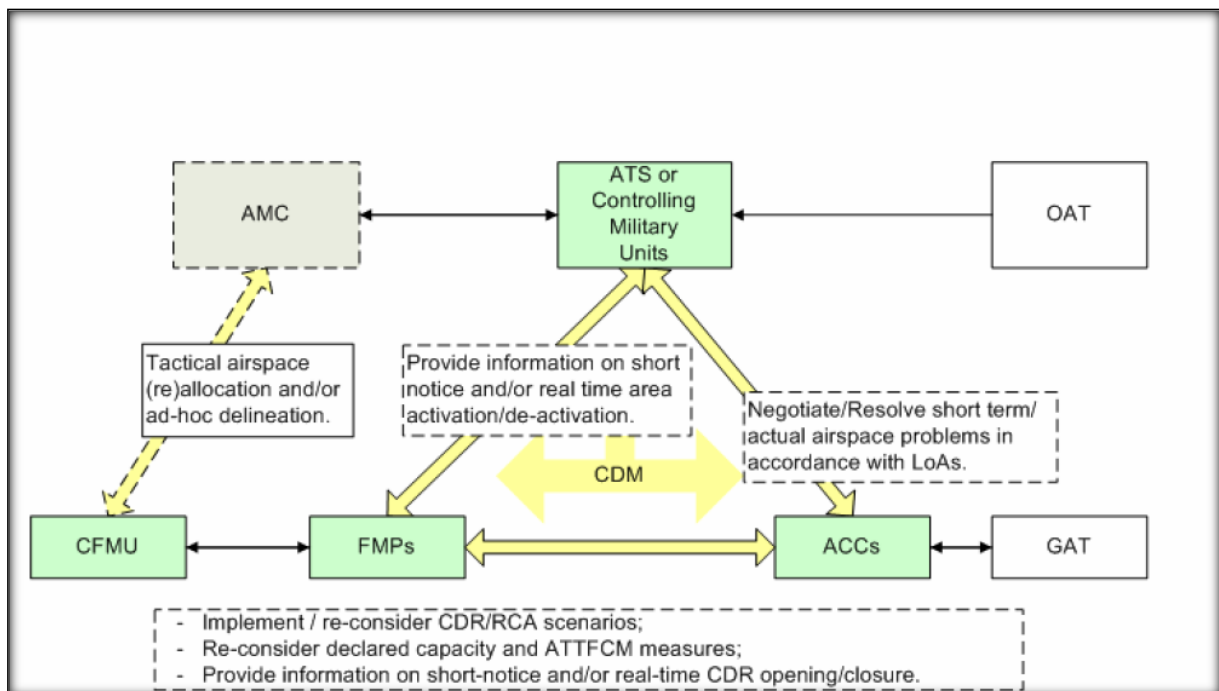 ATS or
Controlling
Military
Units
AMC
OAT
Tactical airspace
(re)allocation and/or
ad-hoc delineation.
Provide information on short
notice and/or real time area
activation/de-activation.
Negotiate/Resolve short term/
actual airspace problems in
accordance with LoAs.
CDM
CFMU
FMPs
ACCs
GAT
- Implement / re-consider CDR/RCA scenarios;
- Re-consider declared capacity and ATTFCM measures;
- Provide information on short-notice and/or real-time CDR opening/closure.